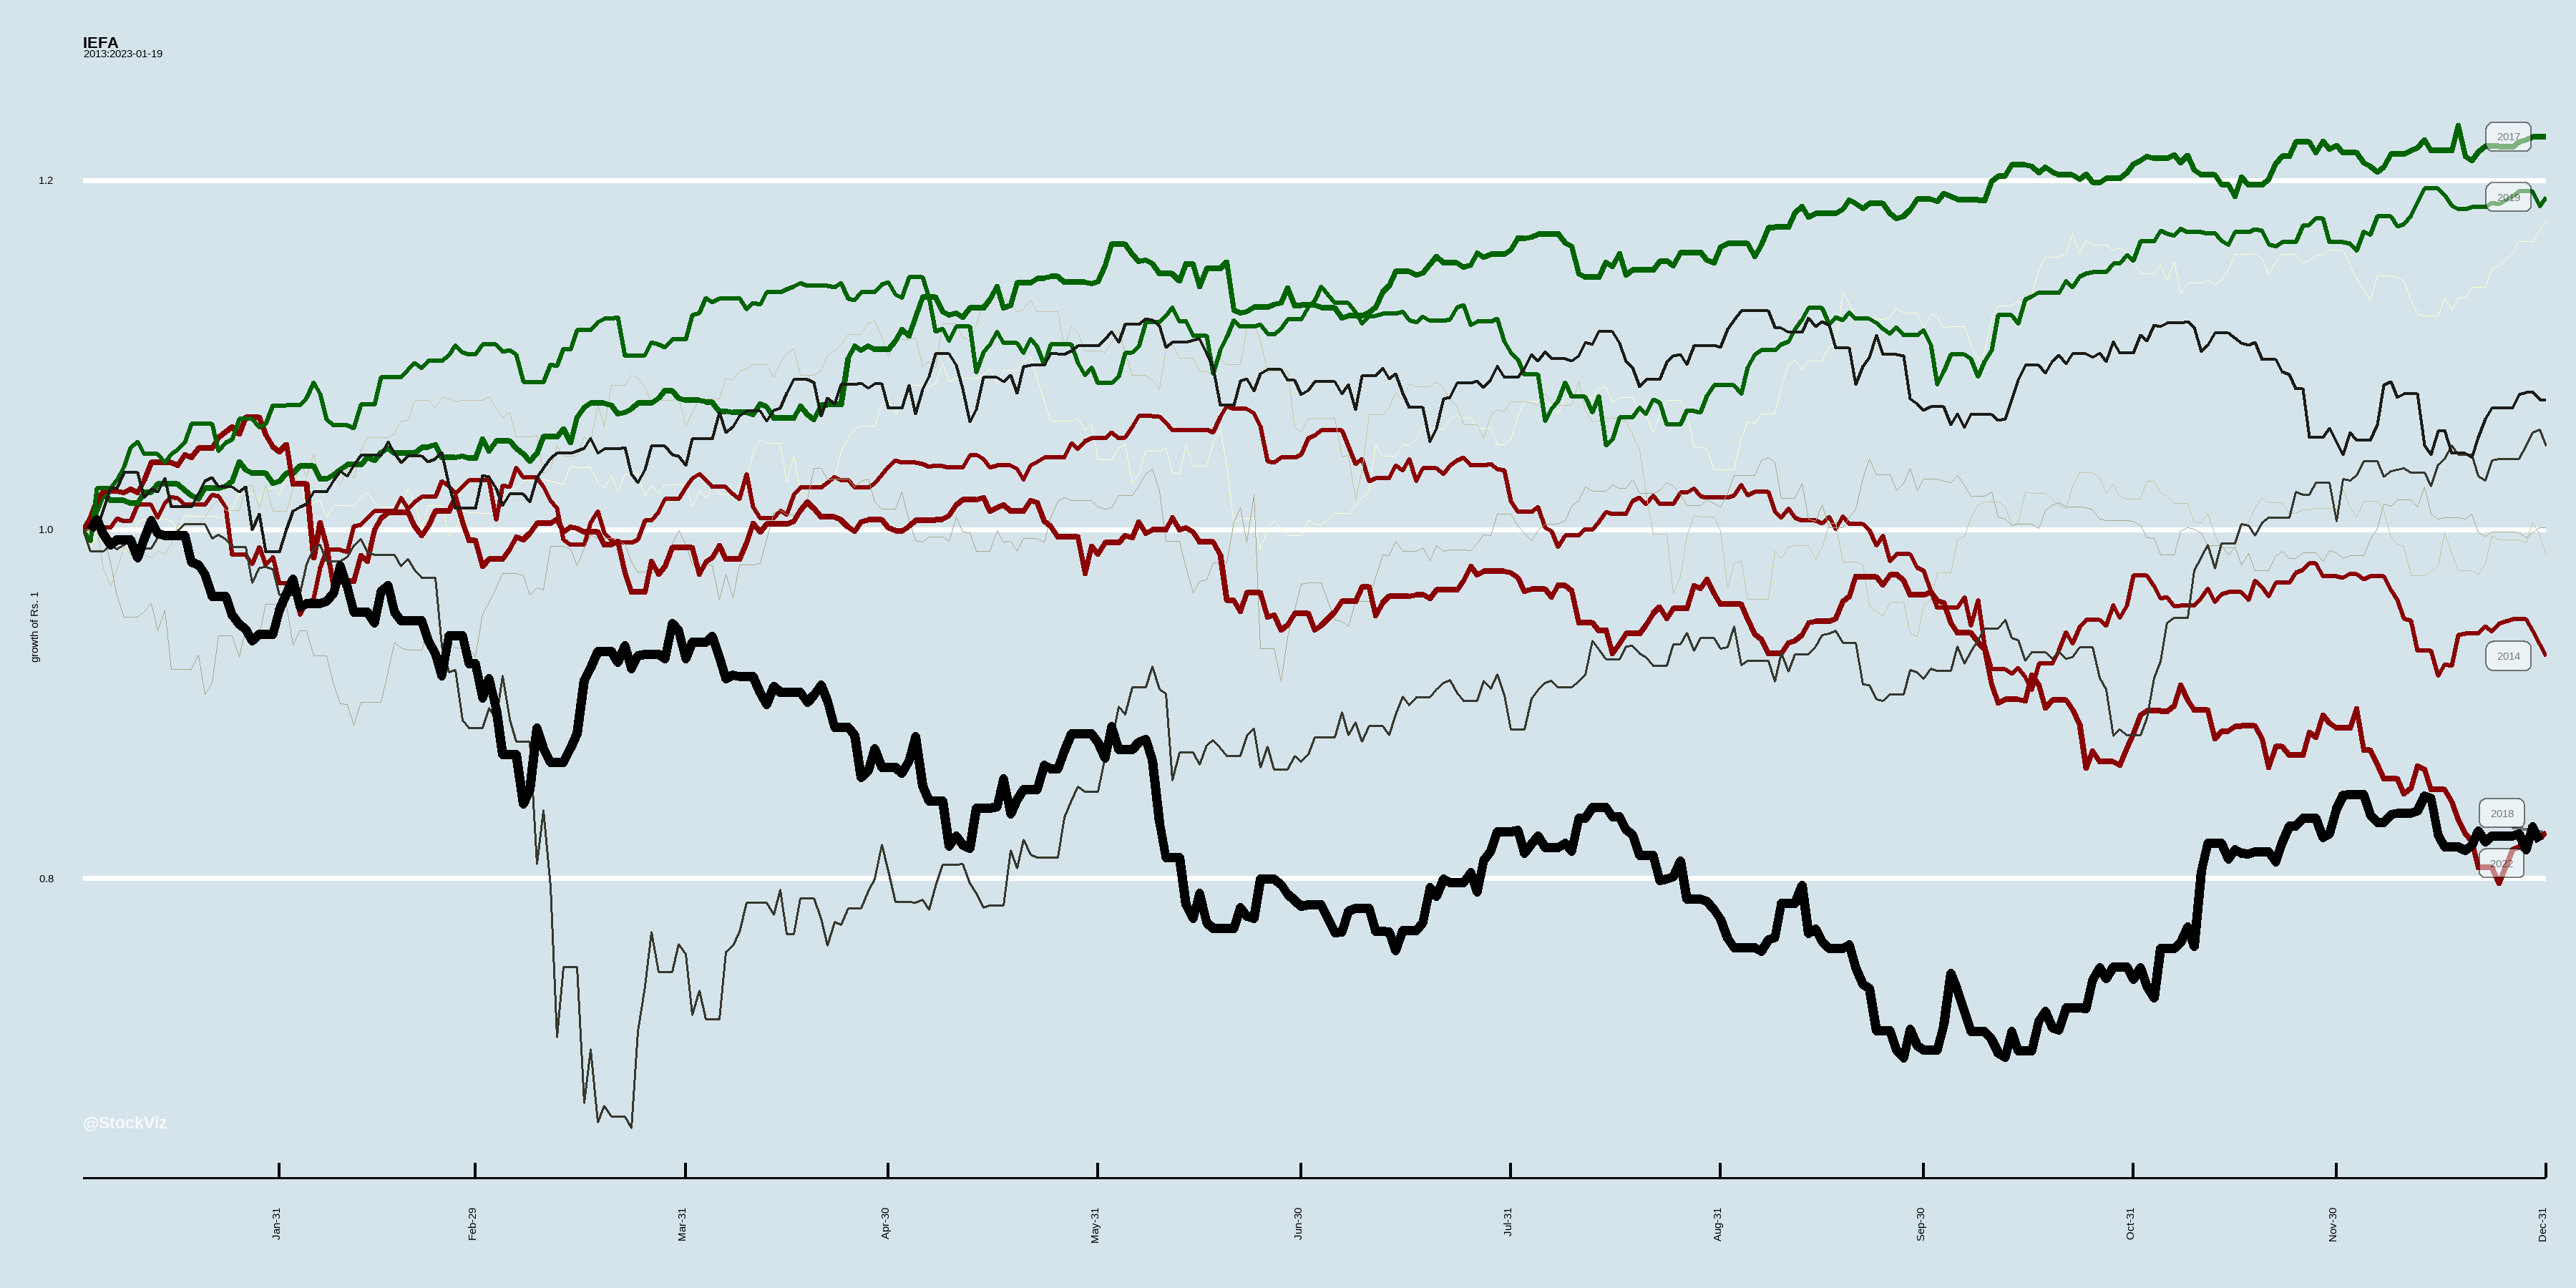 IEFA
2013:2023-01-19
2017
1.2
2019
1.0
growth of Rs. 1
2014
2018
2022
0.8
@StockViz
Jan-31
Feb-29
Mar-31
Apr-30
May-31
Jun-30
Jul-31
Aug-31
Sep-30
Oct-31
Nov-30
Dec-31